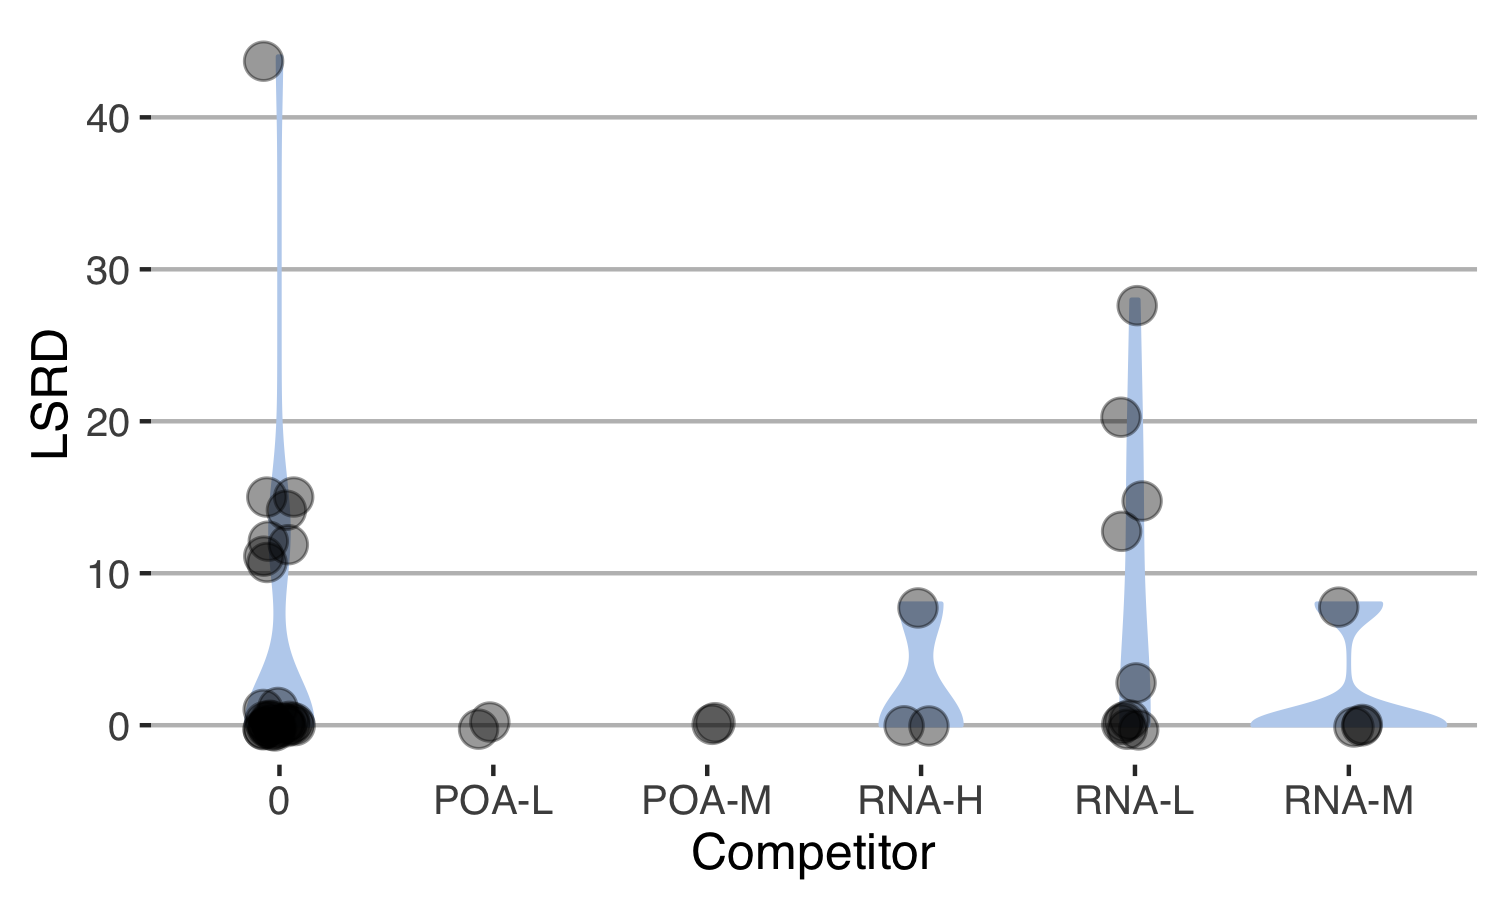 LSRD
40
30
20
10
0
0 POA-L POA-M RNA-H RNA-L RNA-M
Competitor